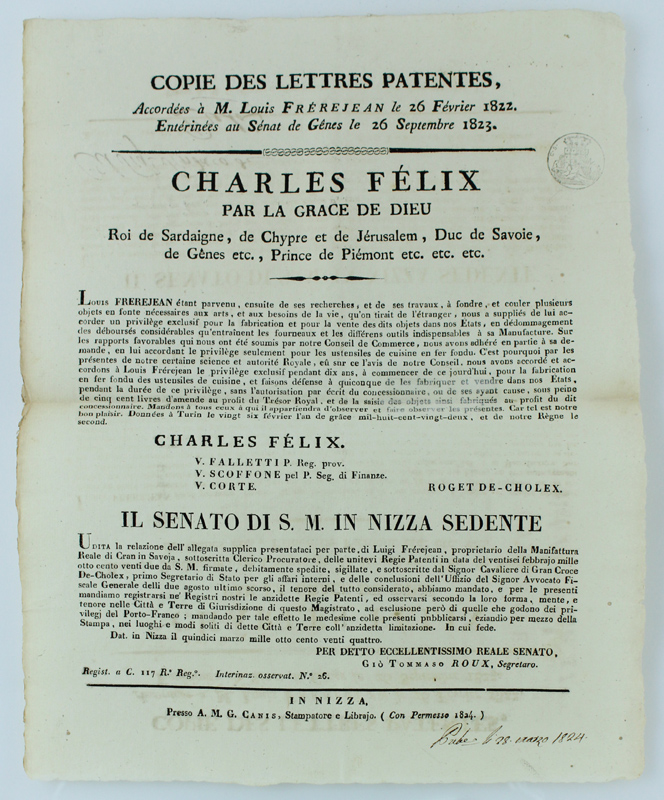 COPIE DES LETTRES PATENTES,
Accordées à M. Louis FRÉREJEAN le 26 Février 1822.
Entérinées au Sénat de Gênes le 26 Septembre 1823.
CHARLES FÉLIX
PAR LA GRACE DE DIEU
Roi de Sardaigne, de Chypre et de Jérusalem, Duc de Savoie,
de Gênes etc., Prince de Piémont etc. etc. etc.
LOUIS FREREJEAN étant parvenu, ensuite de ses recherches, et de ses travaux, à fondre, et couler plusieurs
objets en fonte nécessaires aux arts, et aux besoins de la vie, qu'on tirait de l'étranger, nous a suppliés de lui ac-
corder un privilège exclusif pour la fabrication et pour la vente des dits objets dans nos Etats, en dédommagement
des déboursés considérables qu'entraînent les fourneaux et les différens outils indispensables à sa Manufacture. Sur
les rapports favorables qui nous ont été soumis par notre Conseil de Commerce, nous avons adhéré en partie à sa de-
mande, en lui accordant le privilège seulement pour les ustensiles de cuisine en fer fondu. C'est pourquoi par les
présentes de notre certaine science et autorité Royale, eû sur ce l'avis de notre Conseil, nous avons accordé et ac-
cordons à Louis Frérejean le privilège exclusif pendant dix ans, à commencer de ce jourd'hui, pour la fabrication
en fer fondu des ustensiles de cuisine, et faisons défense à quiconque de les fabriquer et vendre dans nos Etats,
pendant la durée de ce privilège, sans l'autorisation par écrit du concessionnaire, ou de ses ayant cause, sous peine
de cinq cent livres d'amende au profit du Trésor Royal, et de la saisie des objets ainsi fabriqués au profit du dit
concessionnaire. Mandons à tous ceux à qui il appartiendra d'observer et faire observer les présentes. Car tel est notre
bon plaisir. Données à Turin le vingt six février l'an de grâce mil-huit-cent-vingt-deux, et de notre Règne le
second.
CHARLES FÉLIX.
V. FALLETTI P. Reg. prov.
V. SCOFFONE pel P. Seg. di Finanze.
V. CORTE. ROGET DE-CHOLEX.
IL SENATO DI S. M. IN NIZZA SEDENTE
UDITA la relazione dell'allegata supplica presentataci per parte, di Luigi Frérejean, proprietario della Manifattura
Reale di Cran in Savoja, sottoscritta Clerico Procuratore, delle unitevi Regie Patenti in data del ventisei febbrajo mille
otto cento venti due da S. M. firmate, debitamente spedite, sigillate, e sottoscritte dal Signor Cavaliere di Gran Croce
De-Cholex, primo Segretario di Stato per gli affari interni, e delle conclusioni dell'Uffizio del Signor Avvocato Fi-
scale Generale delli due agosto ultimo scorso, il tenore del tutto considerato, abbiamo mandato, e per le presenti
mandiamo registrarsi ne' Registri nostri le anzidette Regie Patenti, ed osservarsi secondo la loro forma, mente, e
tenore nelle Città e Terre di Giurisdizione di questo Magistrato, ad esclusione però di quelle che godono dei pri-
vilegj del Porto-Franco; mandando per tale effetto le medesime colle presenti pubblicarsi, eziandio per mezzo della
Stampa, nei luoghi e modi soliti di dette Città e Terre coll'anzidetta limitazione. In cui fede.
Dat. in Nizza il quindici marzo mille otto cento venti quattro.
PER DETTO ECCELLENTISSIMO REALE SENATO,
GIÒ TOMMASO ROUX, Segretaro.
Regist. a C. 117 R.º Reg.º. Interinaz. osservat. N.º 26.
IN NIZZA,
Presso A. M. G. CANIS, Stampatore e Librajo. ( Con Permesso 1824. )
28 marzo 1824